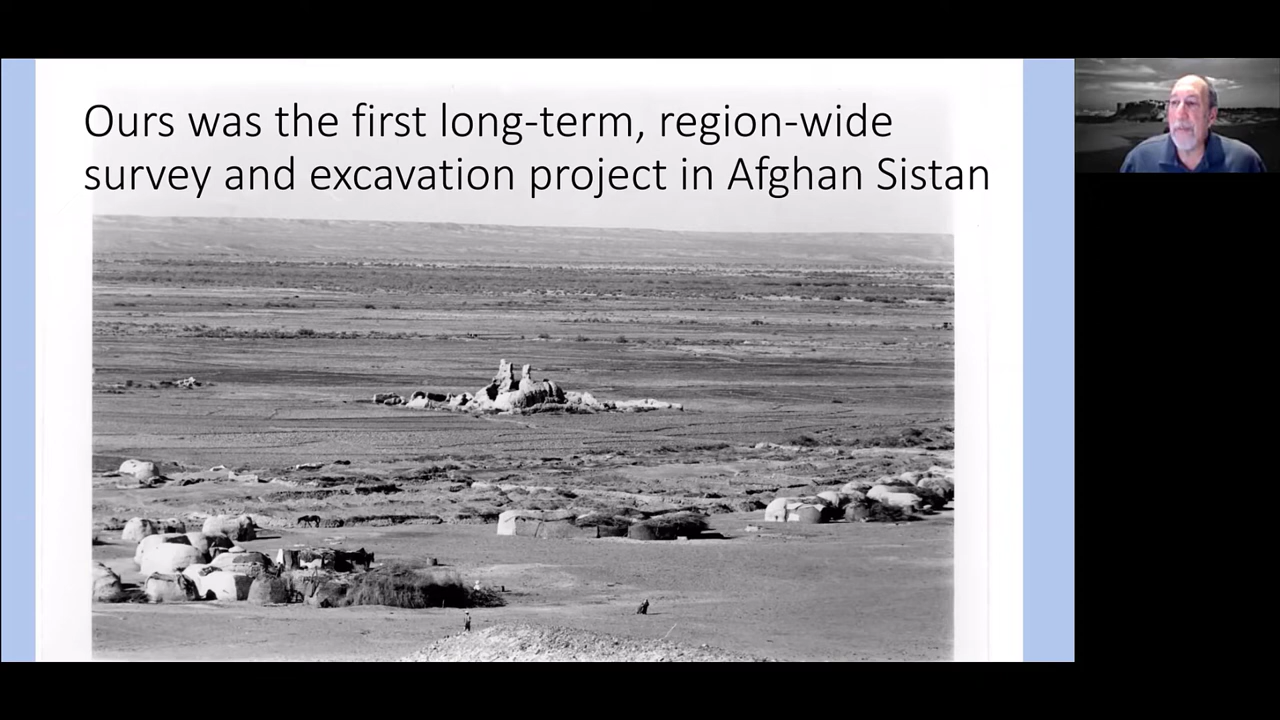 Ours was the first long-term, region-wide
survey and excavation project in Afghan Sistan